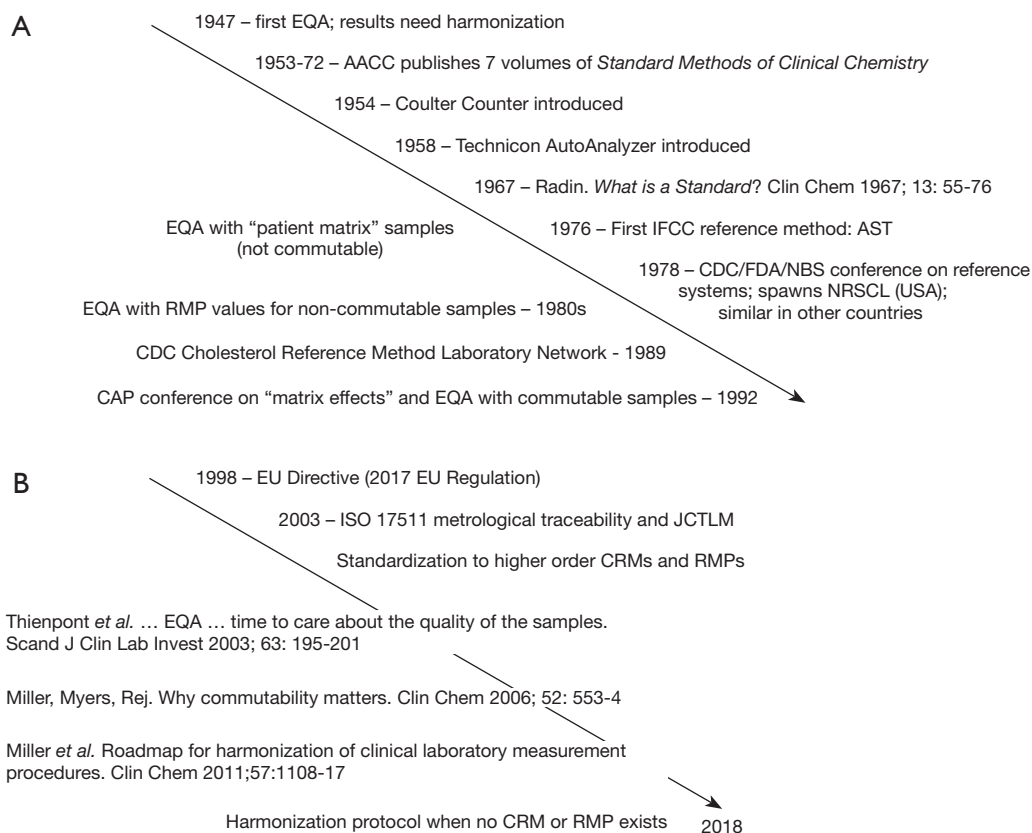 A
1947 – first EQA; results need harmonization
1953-72 – AACC publishes 7 volumes of Standard Methods of Clinical Chemistry
1954 – Coulter Counter introduced
1958 – Technicon AutoAnalyzer introduced
1967 – Radin. What is a Standard? Clin Chem 1967; 13: 55-76
EQA with “patient matrix” samples
(not commutable)
1976 – First IFCC reference method: AST
1978 – CDC/FDA/NBS conference on reference
systems; spawns NRSCL (USA);
similar in other countries
EQA with RMP values for non-commutable samples – 1980s
CDC Cholesterol Reference Method Laboratory Network - 1989
CAP conference on “matrix effects” and EQA with commutable samples – 1992
B
1998 – EU Directive (2017 EU Regulation)
2003 – ISO 17511 metrological traceability and JCTLM
Standardization to higher order CRMs and RMPs
Thienpont et al. … EQA … time to care about the quality of the samples.
Scand J Clin Lab Invest 2003; 63: 195-201
Miller, Myers, Rej. Why commutability matters. Clin Chem 2006; 52: 553-4
Miller et al. Roadmap for harmonization of clinical laboratory measurement
procedures. Clin Chem 2011;57:1108-17
Harmonization protocol when no CRM or RMP exists
2018